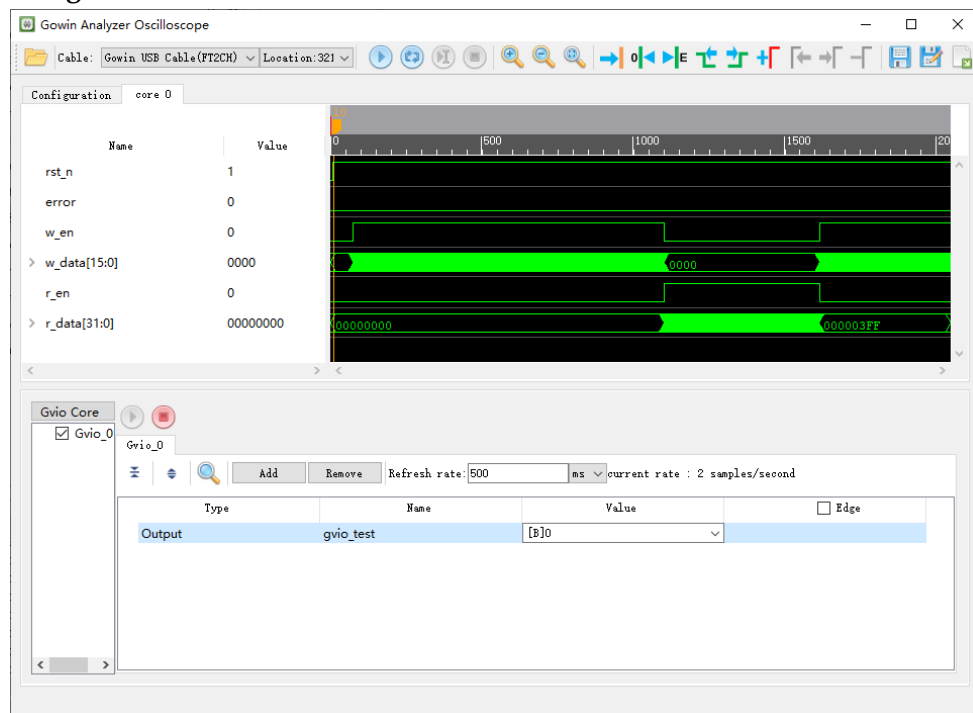 Gowin Analyzer Oscilloscope
Cable: Gowin USB Cable(FT2CH) Location:321
Configuration core 0
Name Value
0 500 1000 1500 20
rst_n 1
error 0
w_en 0
w_data[15:0] 0000 0000
r_en 0
r_data[31:0] 00000000 00000000 000003FF
Gvio Core
Gvio_0
Gvio_0
Add Remove Refresh rate: 500 ms current rate : 2 samples/second
Type Name Value Edge
Output gvio_test [B]0